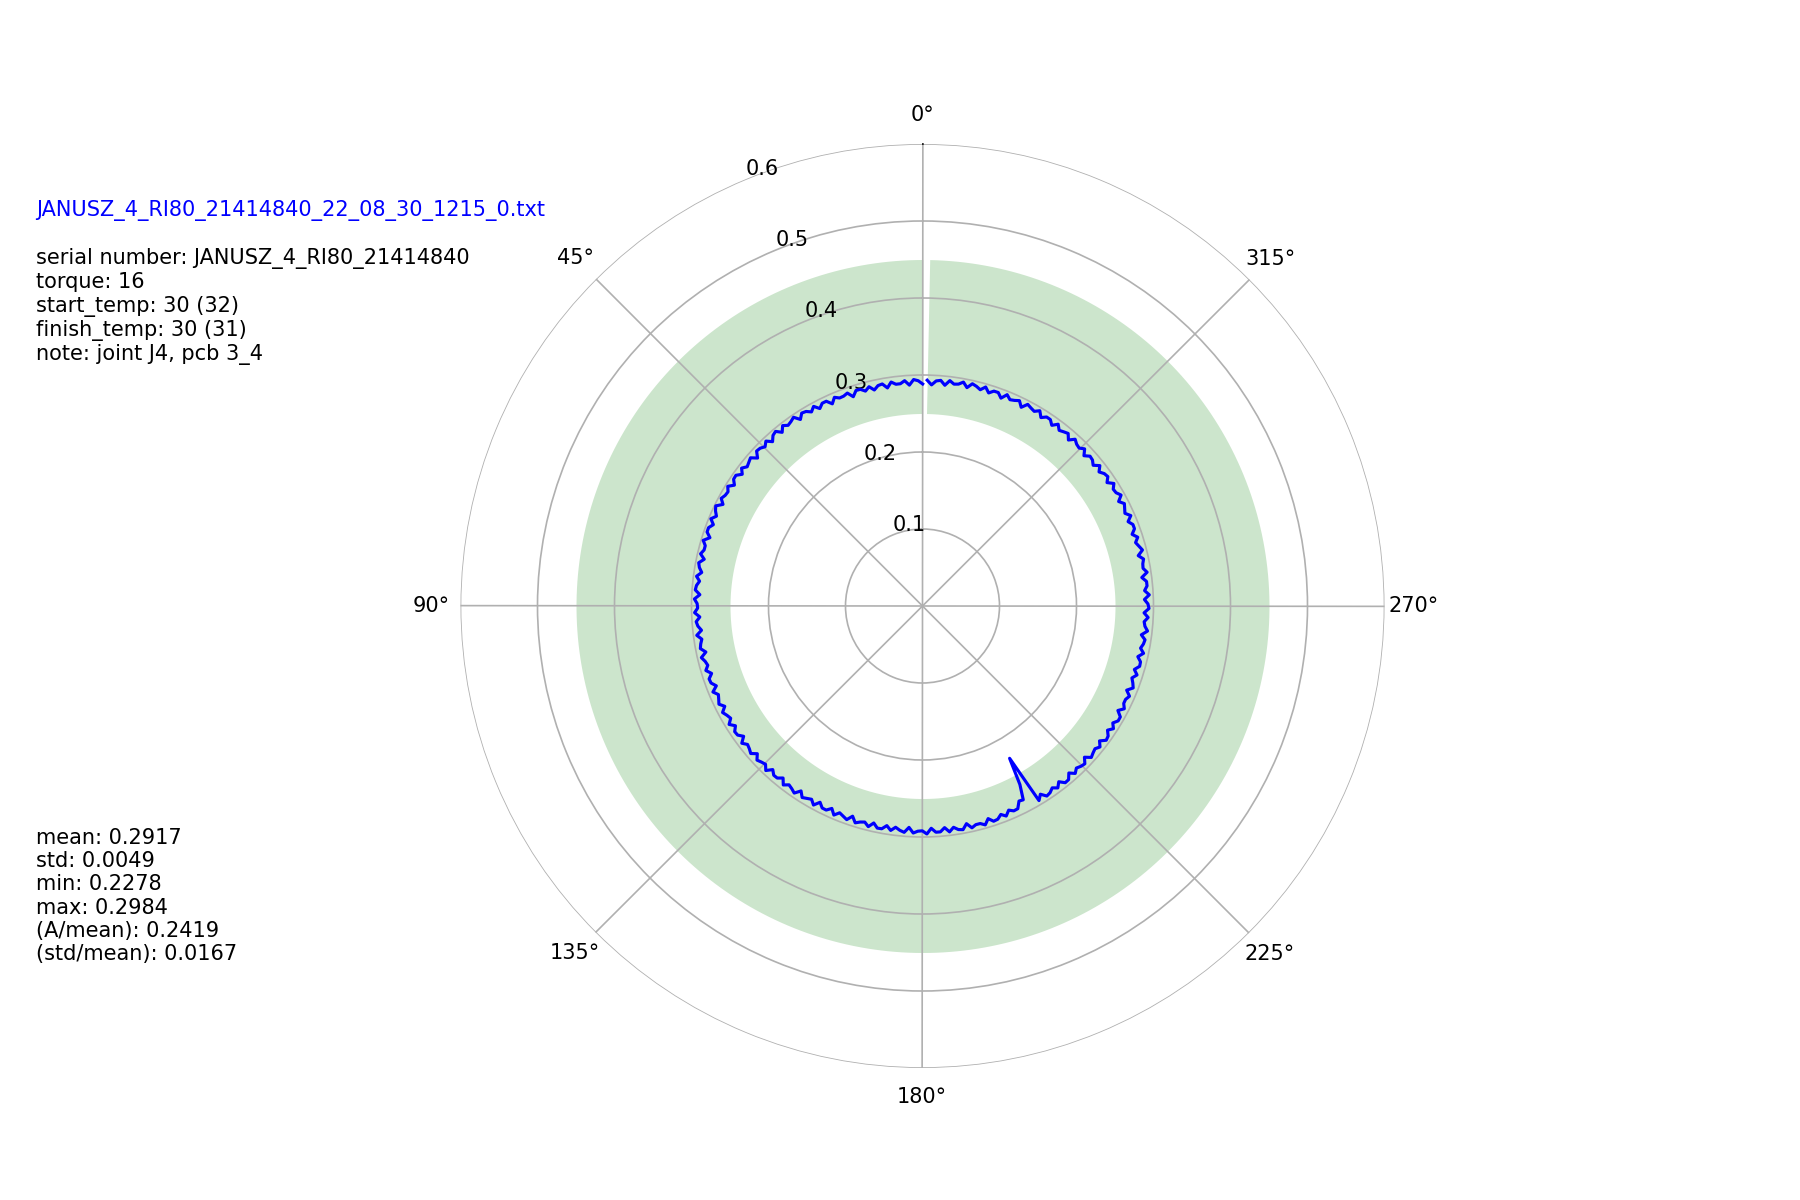 0°
0.6
JANUSZ_4_RI80_21414840_22_08_30_1215_0.txt
0.5
serial number: JANUSZ_4_RI80_21414840
45°
315°
torque: 16
start_temp: 30 (32)
0.4
finish_temp: 30 (31)
note: joint J4, pcb 3_4
0.3
0.2
0.1
90°
270°
mean: 0.2917
std: 0.0049
min: 0.2278
max: 0.2984
(A/mean): 0.2419
(std/mean): 0.0167
135°
225°
180°